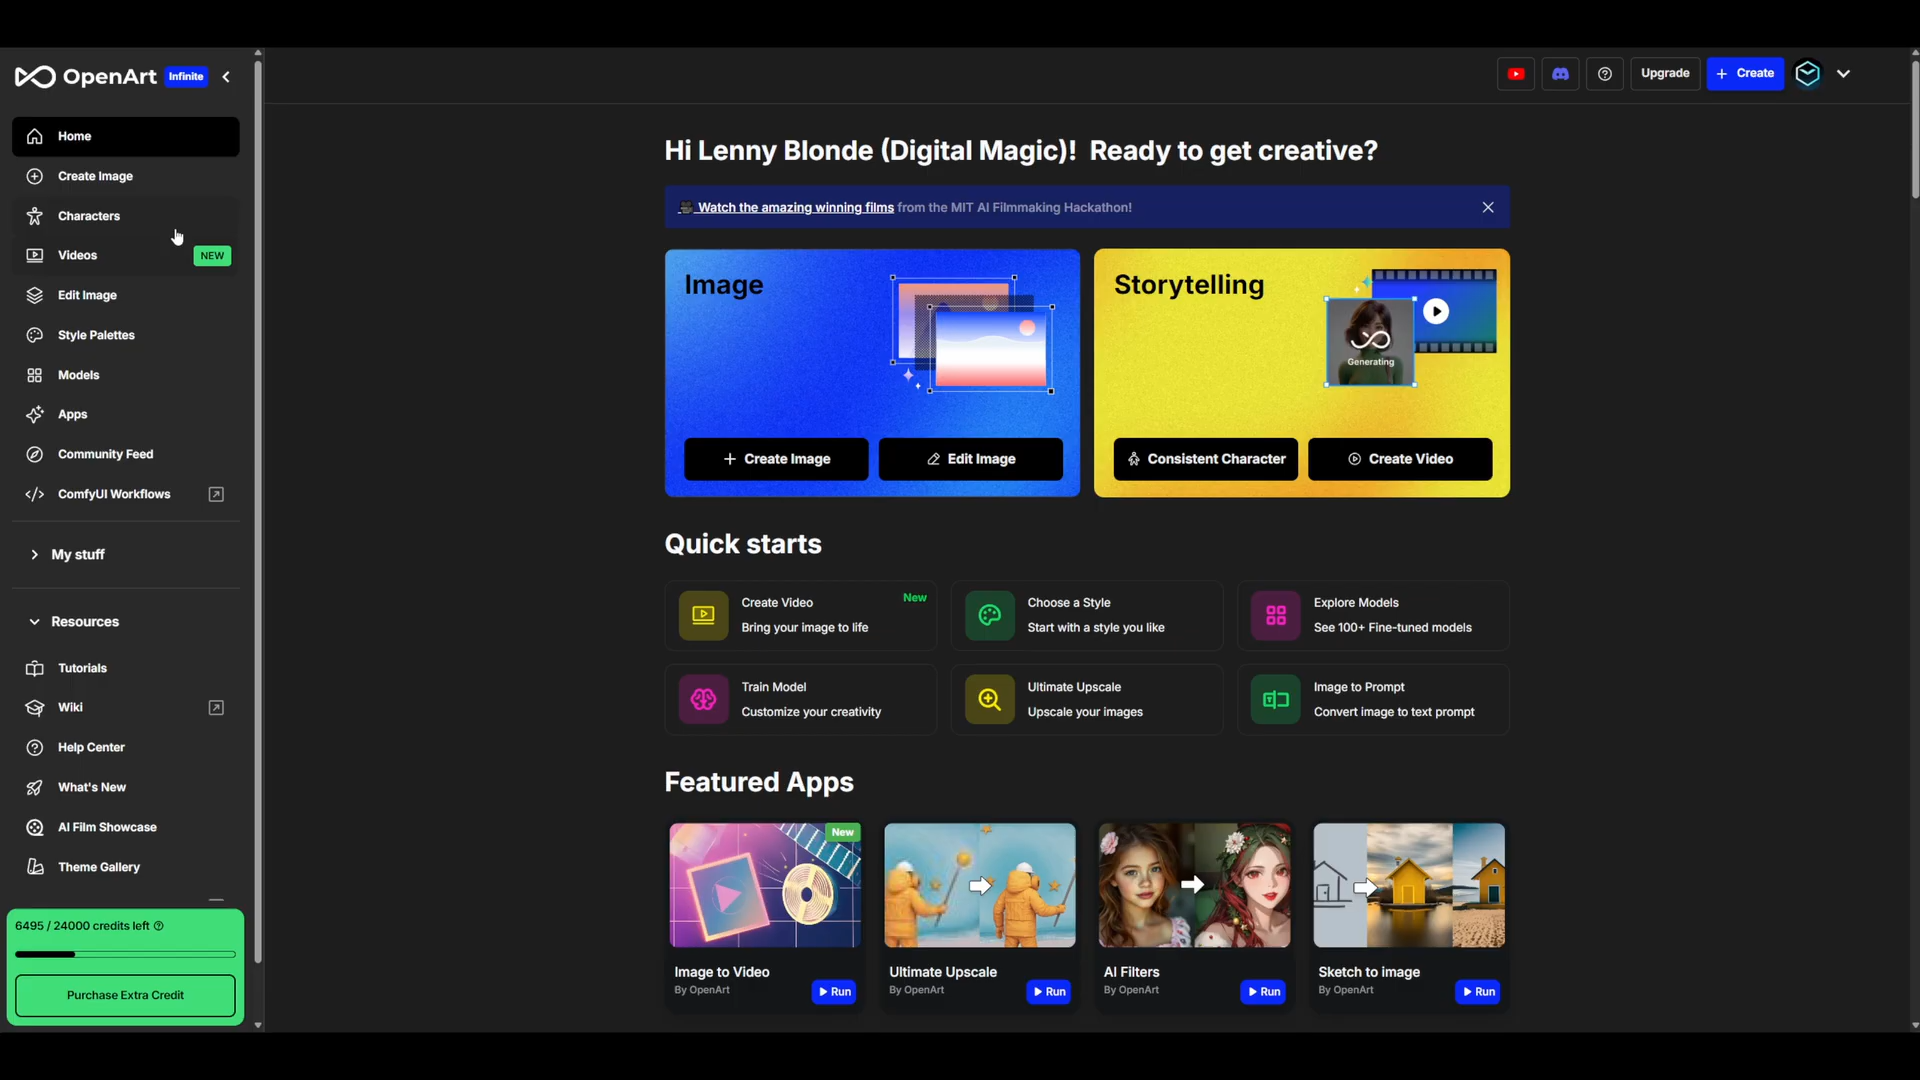 OpenArt Infinite
Upgrade
+ Create
Home
Create Image
Characters
Videos NEW
Edit Image
Style Palettes
Models
Apps
Community Feed
ComfyUI Workflows
My stuff
Resources
Tutorials
Wiki
Help Center
What's New
AI Film Showcase
Theme Gallery
6495 / 24000 credits left
Purchase Extra Credit
Hi Lenny Blonde (Digital Magic)! Ready to get creative?
Watch the amazing winning films from the MIT AI Filmmaking Hackathon!
Image
+ Create Image
Edit Image
Storytelling
Generating
Consistent Character
Create Video
Quick starts
Create Video New
Bring your image to life
Choose a Style
Start with a style you like
Explore Models
See 100+ Fine-tuned models
Train Model
Customize your creativity
Ultimate Upscale
Upscale your images
Image to Prompt
Convert image to text prompt
Featured Apps
New
Image to Video
By OpenArt
Run
Ultimate Upscale
By OpenArt
Run
AI Filters
By OpenArt
Run
Sketch to image
By OpenArt
Run